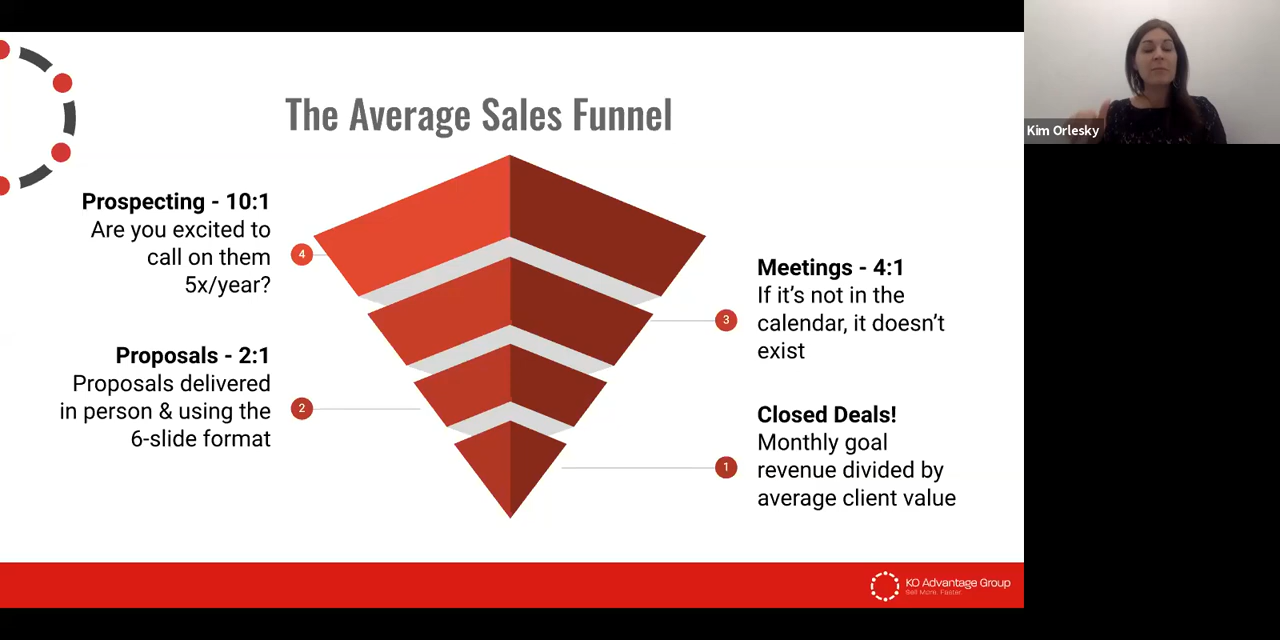 The Average Sales Funnel
Prospecting - 10:1
Are you excited to
call on them
5x/year?
4
Meetings - 4:1
If it's not in the
calendar, it doesn't
exist
3
Proposals - 2:1
Proposals delivered
in person & using the
6-slide format
2
Closed Deals!
Monthly goal
revenue divided by
average client value
1
KO Advantage Group
Sell More. Faster.
Kim Orlesky